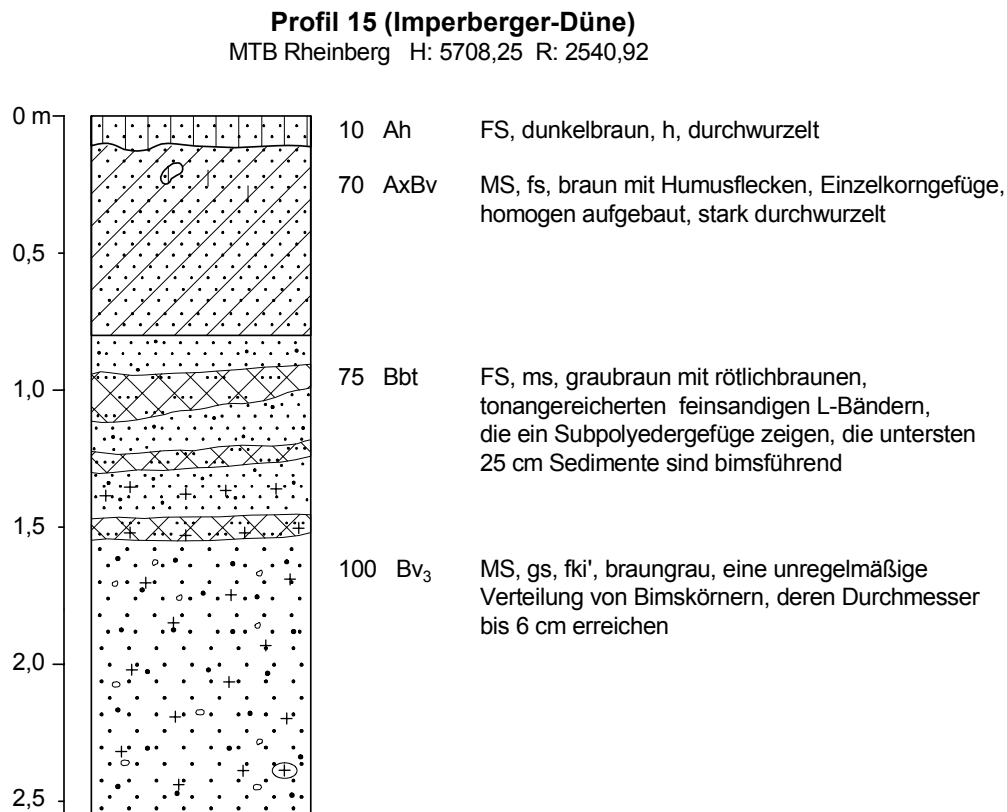 Profil 15 (Imperberger-Düne)
MTB Rheinberg H: 5708,25 R: 2540,92
0 m
10 Ah FS, dunkelbraun, h, durchwurzelt
70 AxBv MS, fs, braun mit Humusflecken, Einzelkorngefüge,
homogen aufgebaut, stark durchwurzelt
0,5
75 Bbt FS, ms, graubraun mit rötlichbraunen,
1,0
tonangereicherten feinsandigen L-Bändern,
die ein Subpolyedergefüge zeigen, die untersten
25 cm Sedimente sind bimsführend
1,5
100 Bv₃ MS, gs, fki', braungrau, eine unregelmäßige
Verteilung von Bimskörnern, deren Durchmesser
bis 6 cm erreichen
2,0
2,5